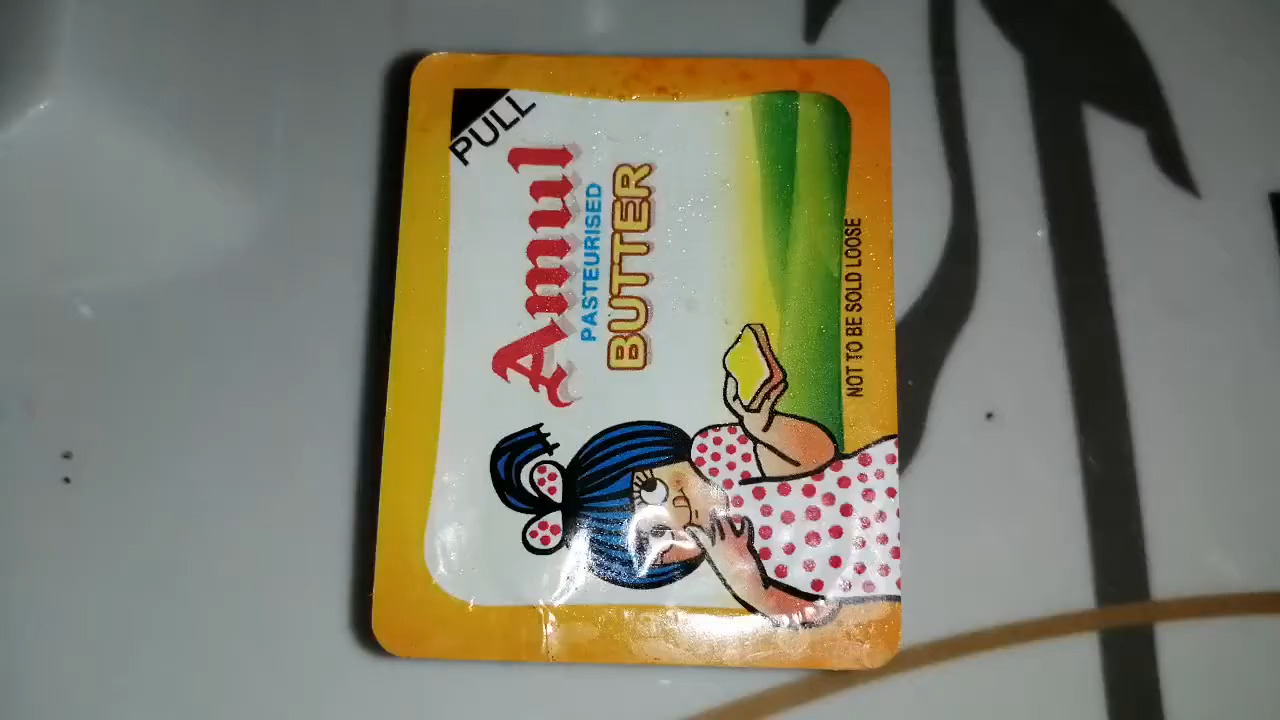 PULL
Amul
PASTEURISED
BUTTER
NOT TO BE SOLD LOOSE